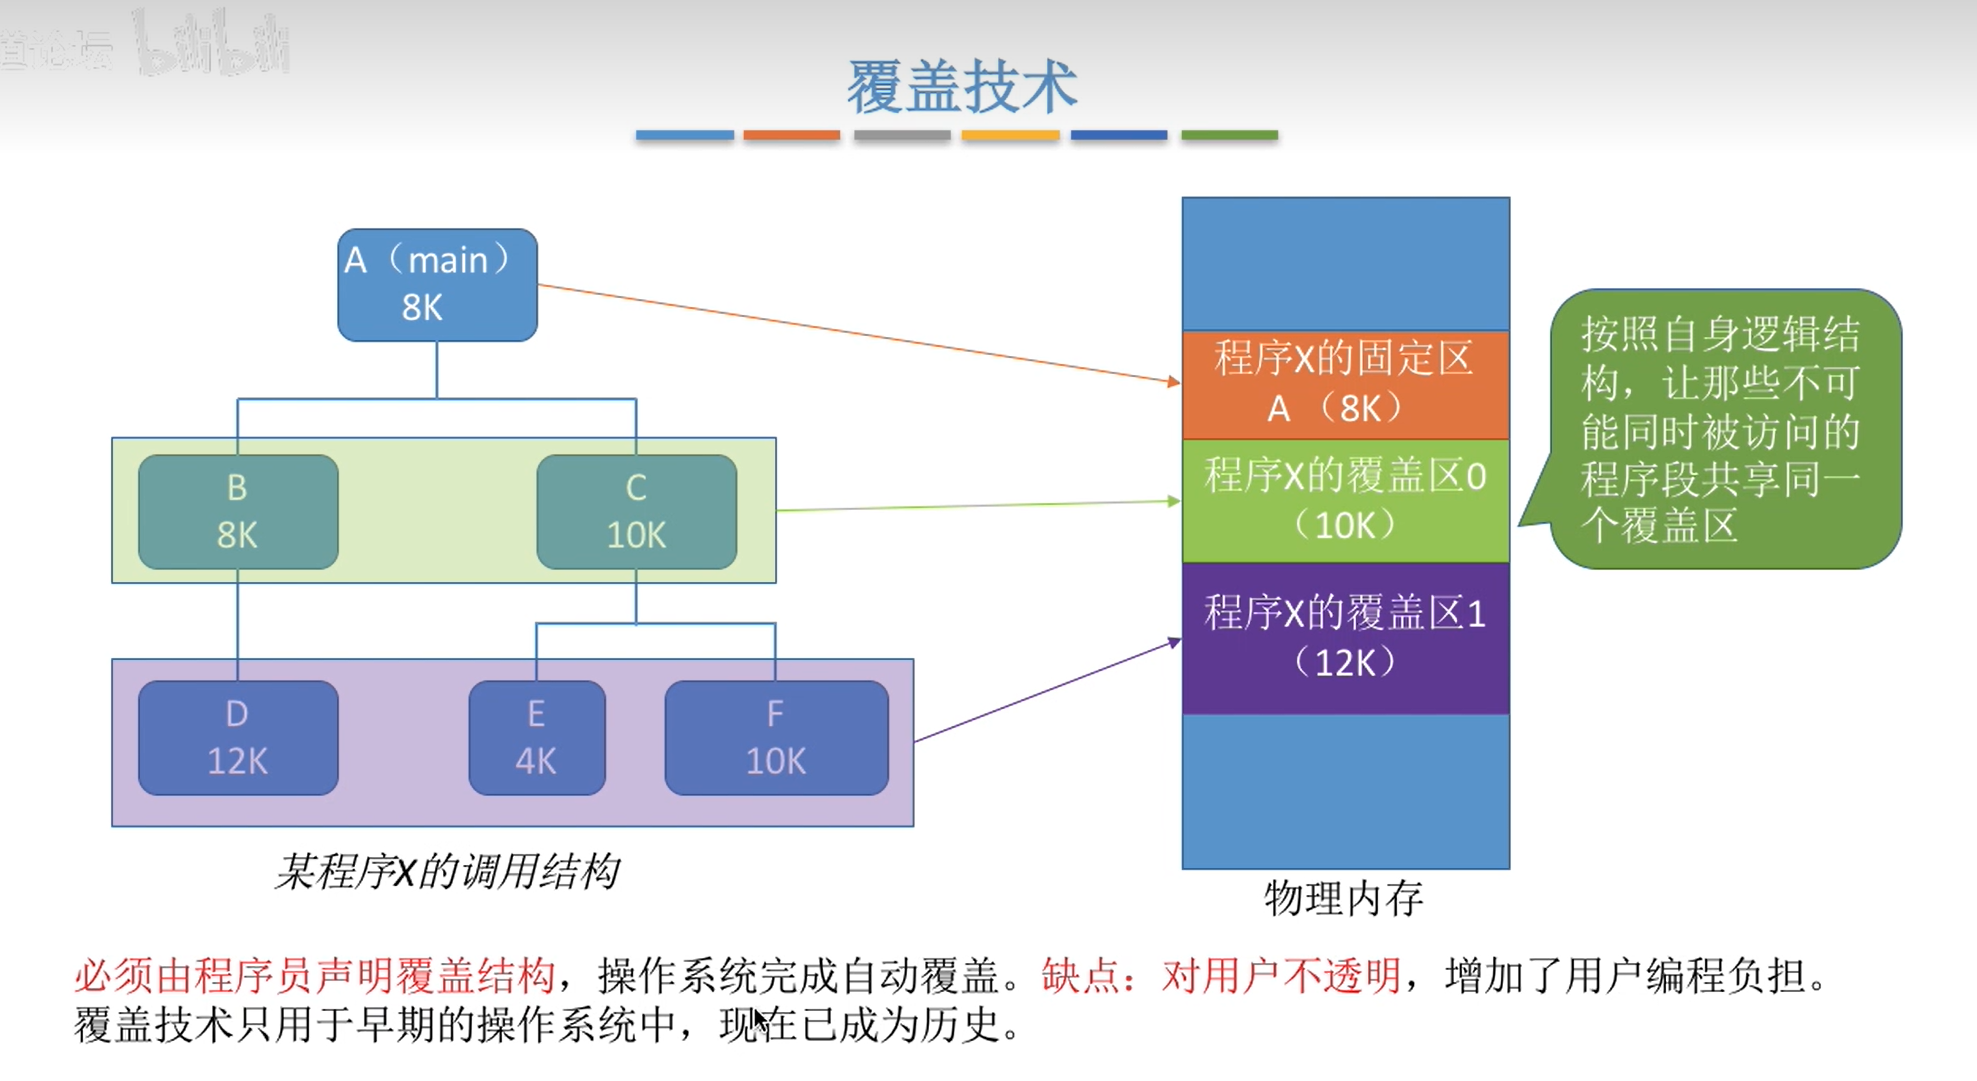 道论坛 bilibili
覆盖技术
A（main）
8K
B
8K
C
10K
D
12K
E
4K
F
10K
某程序X的调用结构
程序X的固定区
A （8K）
程序X的覆盖区0
（10K）
程序X的覆盖区1
（12K）
物理内存
按照自身逻辑结
构，让那些不可
能同时被访问的
程序段共享同一
个覆盖区
必须由程序员声明覆盖结构，操作系统完成自动覆盖。缺点：对用户不透明，增加了用户编程负担。
覆盖技术只用于早期的操作系统中，现在已成为历史。